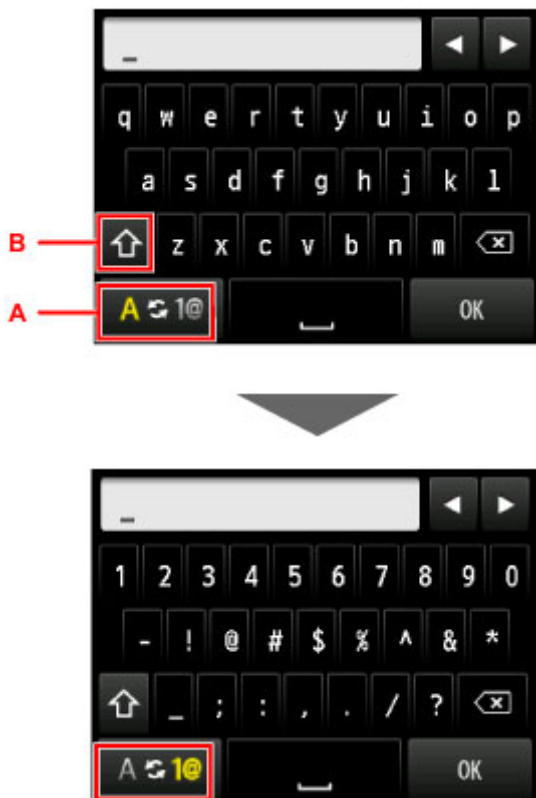 _
q w e r t y u i o p
a s d f g h j k l
B z x c v b n m
A A 1@ OK
_
1 2 3 4 5 6 7 8 9 0
- ! @ # $ % ^ & *
_ ; : , . / ?
A 1@ OK